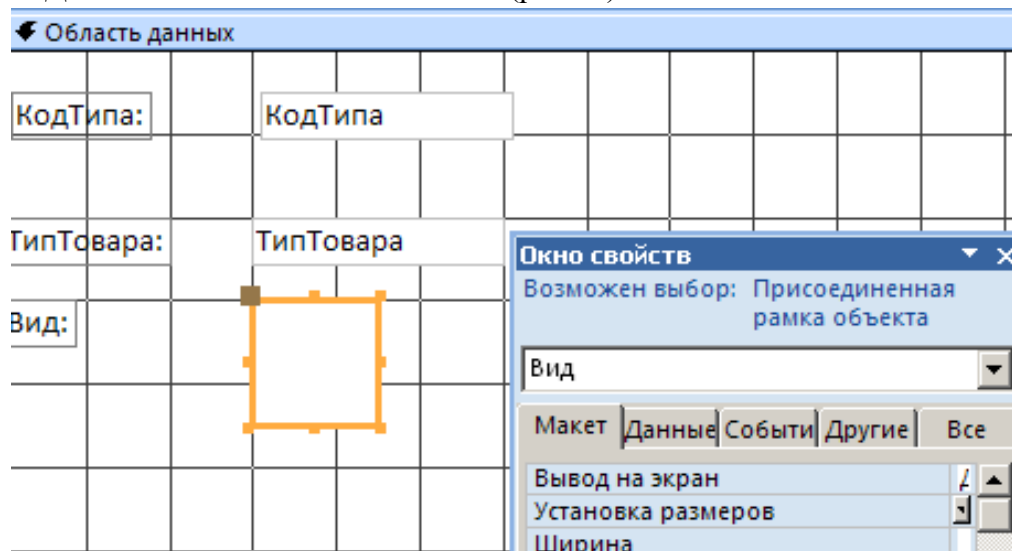 Область данных
КодТипа: КодТипа
ТипТовара: ТипТовара
Вид:
Окно свойств
Возможен выбор: Присоединенная
рамка объекта
Вид
Макет Данные Событи Другие Все
Вывод на экран
Установка размеров
Ширина